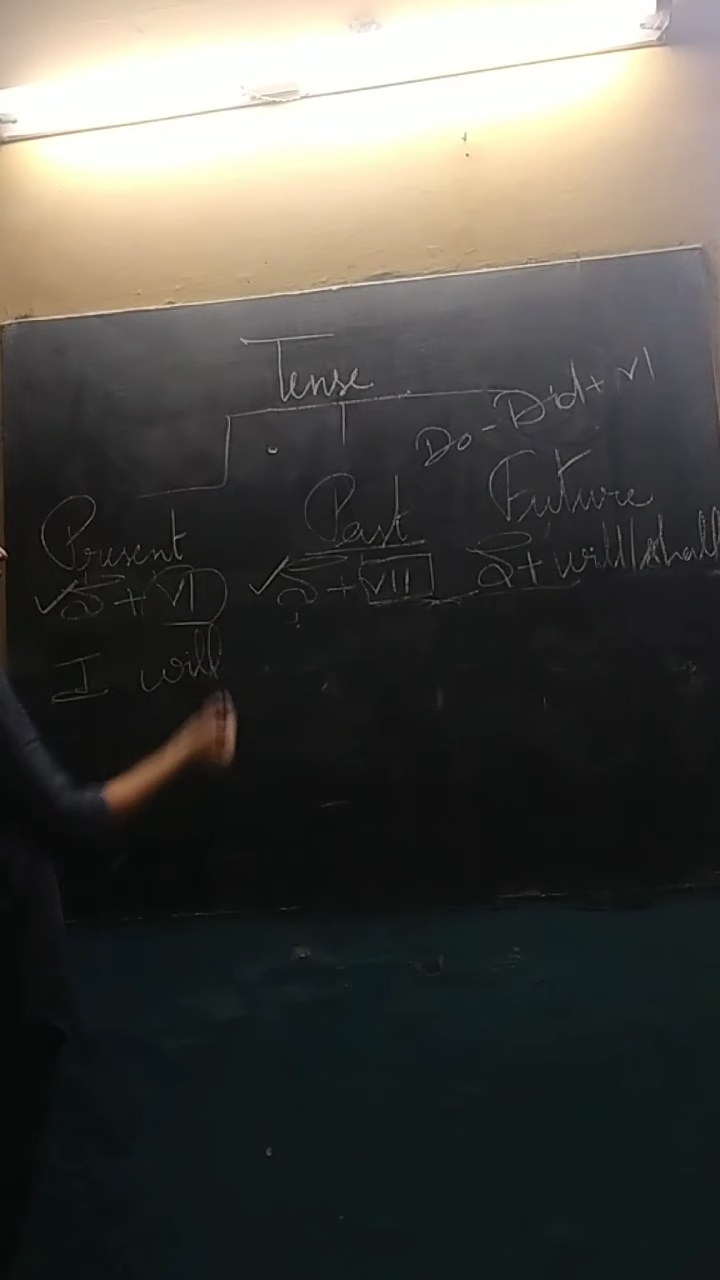 Tense
Do - Did + V1
Present Past Future
+ V1 + VII + will/shall
I will